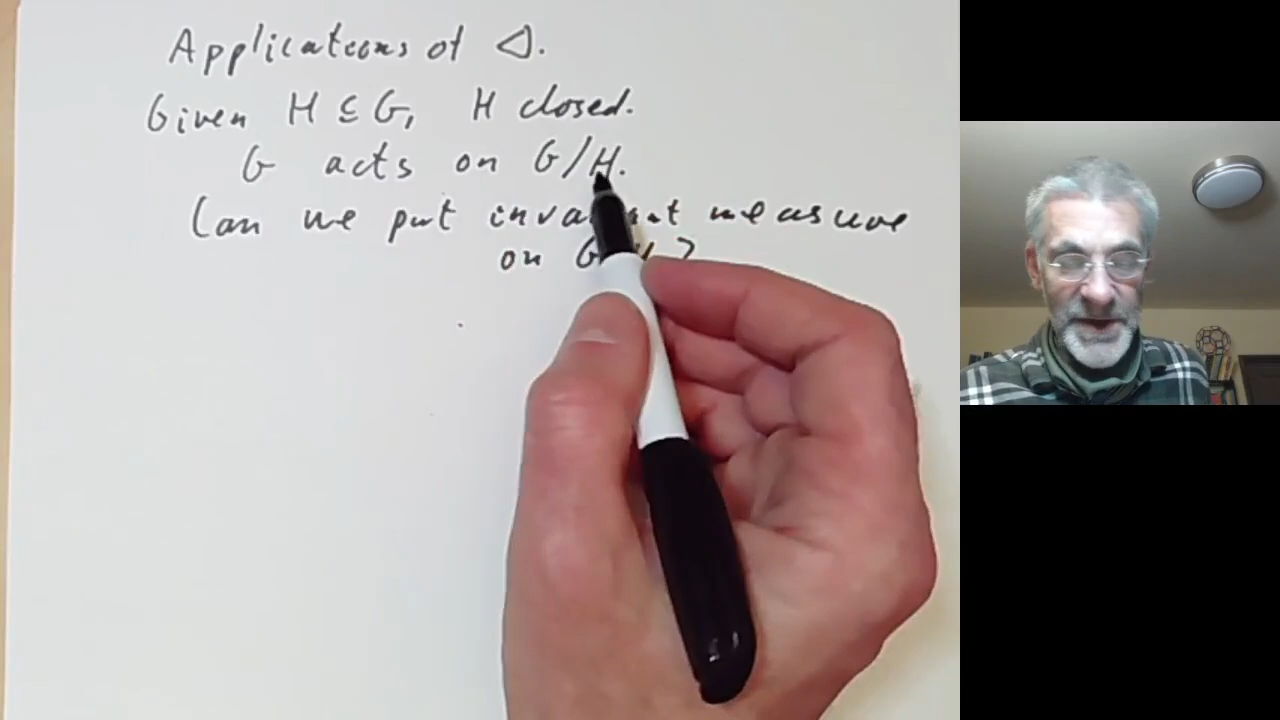 Applications of Δ.
Given H ⊆ G, H closed.
G acts on G/H.
Can we put invariant measure
on G/H?